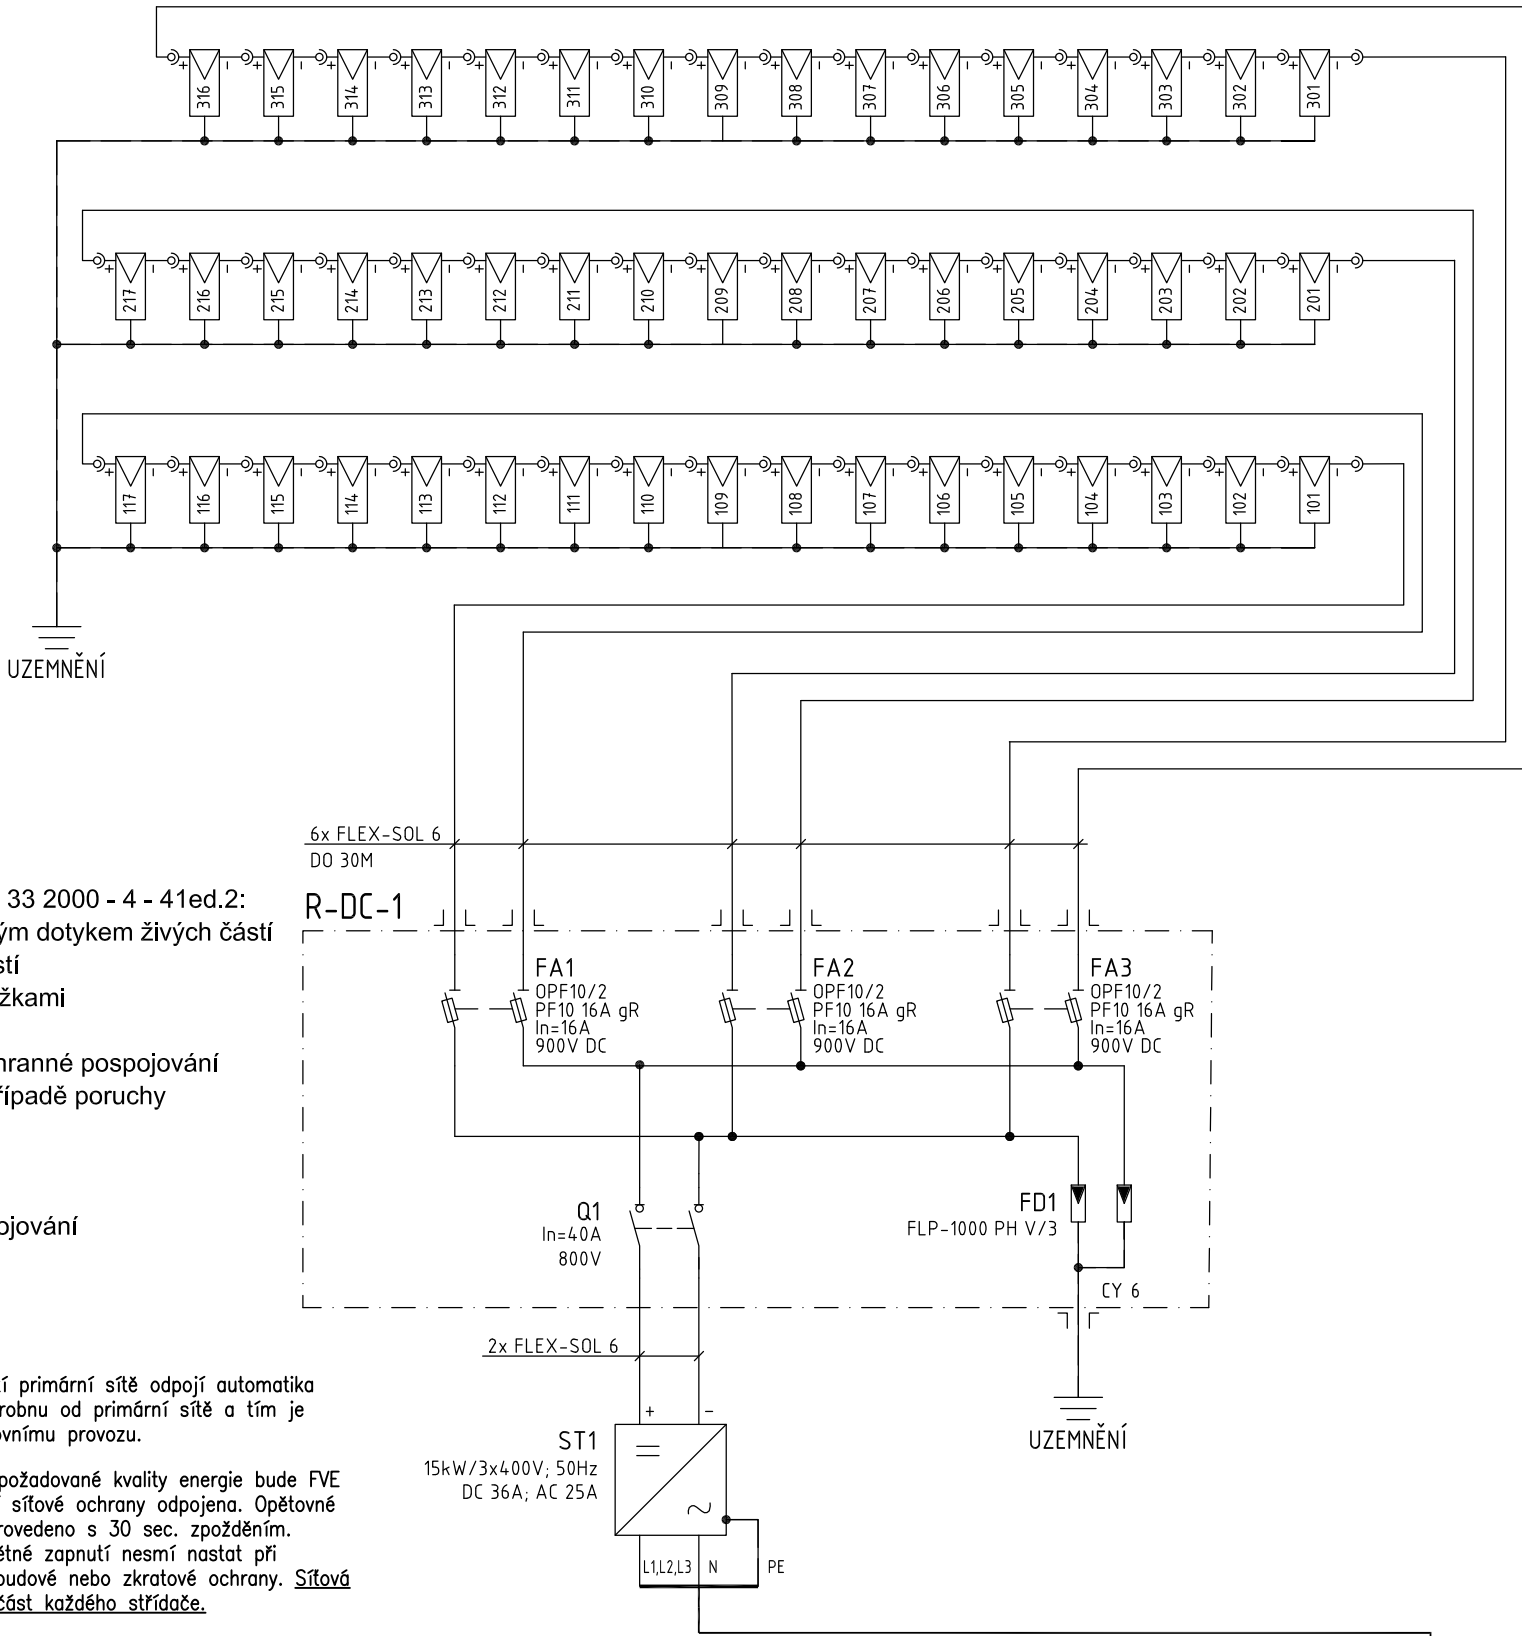 + 316 - + 315 - + 314 - + 313 - + 312 - + 311 - + 310 - + 309 - + 308 - + 307 - + 306 - + 305 - + 304 - + 303 - + 302 - + 301 -
+ 217 - + 216 - + 215 - + 214 - + 213 - + 212 - + 211 - + 210 - + 209 - + 208 - + 207 - + 206 - + 205 - + 204 - + 203 - + 202 - + 201 -
+ 117 - + 116 - + 115 - + 114 - + 113 - + 112 - + 111 - + 110 - + 109 - + 108 - + 107 - + 106 - + 105 - + 104 - + 103 - + 102 - + 101 -
UZEMNĚNÍ
6x FLEX-SOL 6
DO 30M
33 2000 - 4 - 41ed.2:
ým dotykem živých částí
stí
žkami
hranné pospojování
řípadě poruchy
ojování
R-DC-1
FA1
OPF10/2
PF10 16A gR
In=16A
900V DC
FA2
OPF10/2
PF10 16A gR
In=16A
900V DC
FA3
OPF10/2
PF10 16A gR
In=16A
900V DC
Q1
In=40A
800V
FD1
FLP-1000 PH V/3
CY 6
2x FLEX-SOL 6
UZEMNĚNÍ
+ -
ST1
15kW/3x400V; 50Hz
DC 36A; AC 25A
L1,L2,L3 N PE
í primární sítě odpojí automatika
robnu od primární sítě a tím je
ovnímu provozu.
požadované kvality energie bude FVE
í síťové ochrany odpojena. Opětovné
rovedeno s 30 sec. zpožděním.
ětné zapnutí nesmí nastat při
oudové nebo zkratové ochrany. Síťová
část každého střídače.